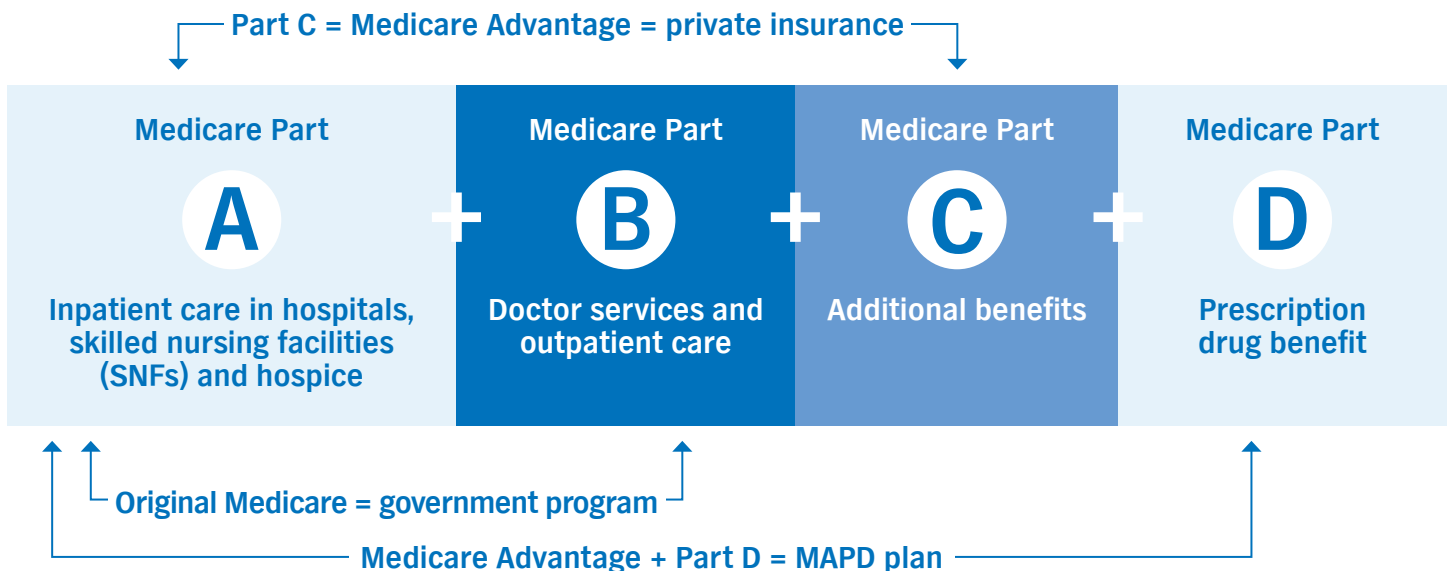 Part C = Medicare Advantage = private insurance
Medicare Part
A
Inpatient care in hospitals,
skilled nursing facilities
(SNFs) and hospice
+
Medicare Part
B
Doctor services and
outpatient care
+
Medicare Part
C
Additional benefits
+
Medicare Part
D
Prescription
drug benefit
Original Medicare = government program
Medicare Advantage + Part D = MAPD plan